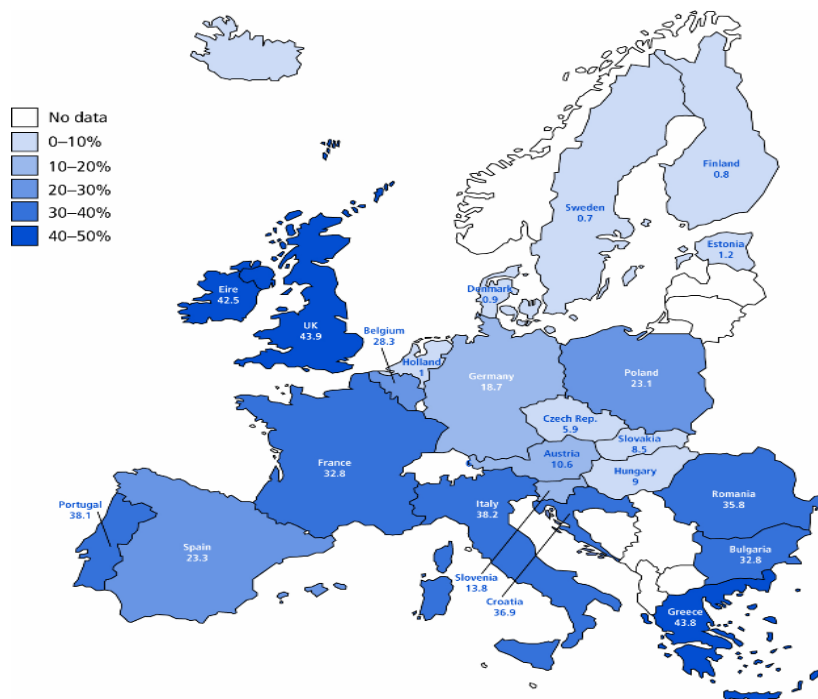 No data
0–10%
10–20%
20–30%
30–40%
40–50%
Finland
0.8
Sweden
0.7
Estonia
1.2
Denmark
0.9
Eire
42.5
UK
43.9
Belgium
28.3
Holland
1
Germany
18.7
Poland
23.1
Czech Rep.
5.9
Slovakia
8.5
Austria
10.6
Hungary
9
France
32.8
Italy
38.2
Romania
35.8
Portugal
38.1
Spain
23.3
Bulgaria
32.8
Slovenia
13.8
Croatia
36.9
Greece
43.8